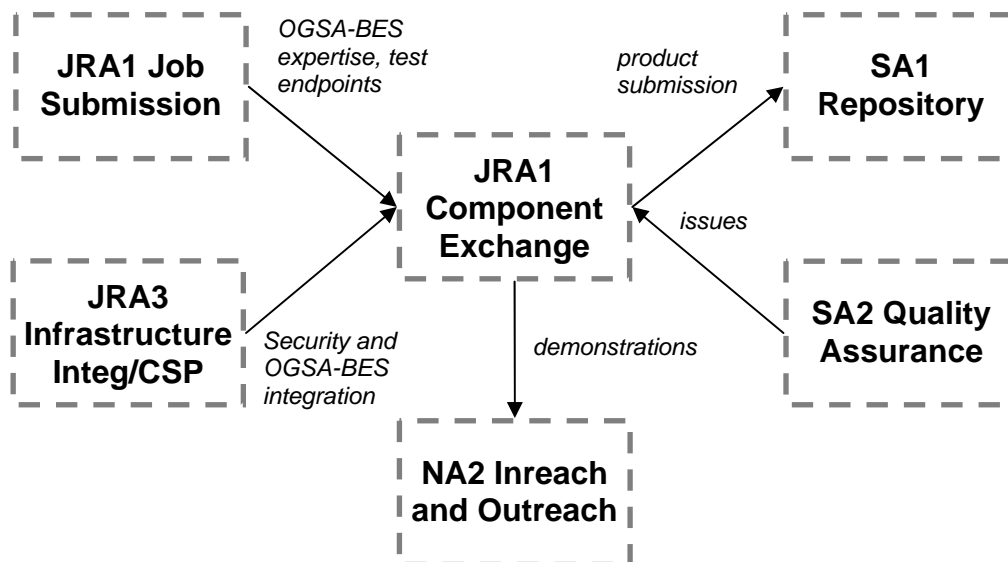 OGSA-BES
expertise, test
endpoints
JRA1 Job
Submission
product
submission
SA1
Repository
JRA1
Component
Exchange
issues
JRA3
Infrastructure
Integ/CSP
Security and
OGSA-BES
integration
demonstrations
SA2 Quality
Assurance
NA2 Inreach
and Outreach